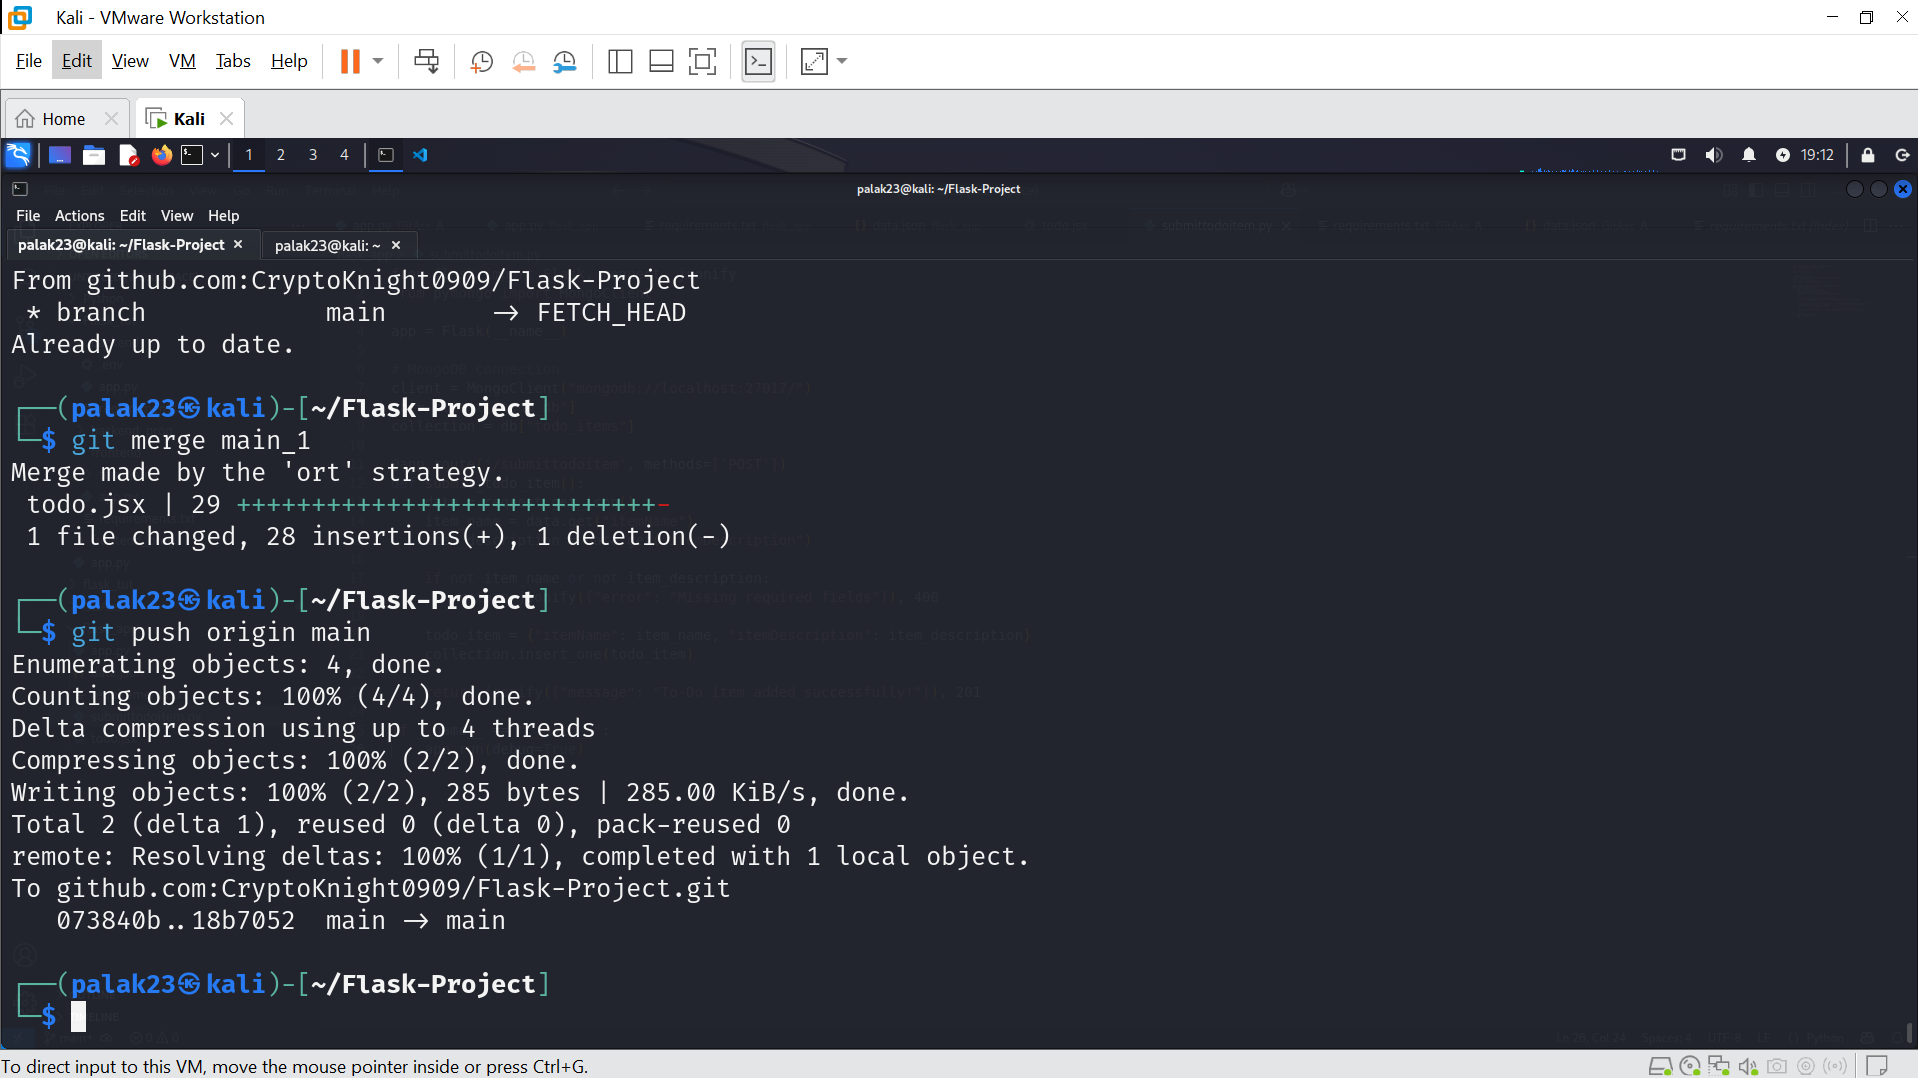 Kali - VMware Workstation
File Edit View VM Tabs Help
Home
Kali
1 2 3 4
19:12
palak23@kali: ~/Flask-Project
File Actions Edit View Help
palak23@kali: ~/Flask-Project
palak23@kali: ~
From github.com:CryptoKnight0909/Flask-Project
* branch main -> FETCH_HEAD
Already up to date.
(palak23㉿kali)-[~/Flask-Project]
$ git merge main_1
Merge made by the 'ort' strategy.
todo.jsx | 29 ++++++++++++++++++++++++++++-
1 file changed, 28 insertions(+), 1 deletion(-)
(palak23㉿kali)-[~/Flask-Project]
$ git push origin main
Enumerating objects: 4, done.
Counting objects: 100% (4/4), done.
Delta compression using up to 4 threads
Compressing objects: 100% (2/2), done.
Writing objects: 100% (2/2), 285 bytes | 285.00 KiB/s, done.
Total 2 (delta 1), reused 0 (delta 0), pack-reused 0
remote: Resolving deltas: 100% (1/1), completed with 1 local object.
To github.com:CryptoKnight0909/Flask-Project.git
073840b..18b7052 main -> main
(palak23㉿kali)-[~/Flask-Project]
$
To direct input to this VM, move the mouse pointer inside or press Ctrl+G.